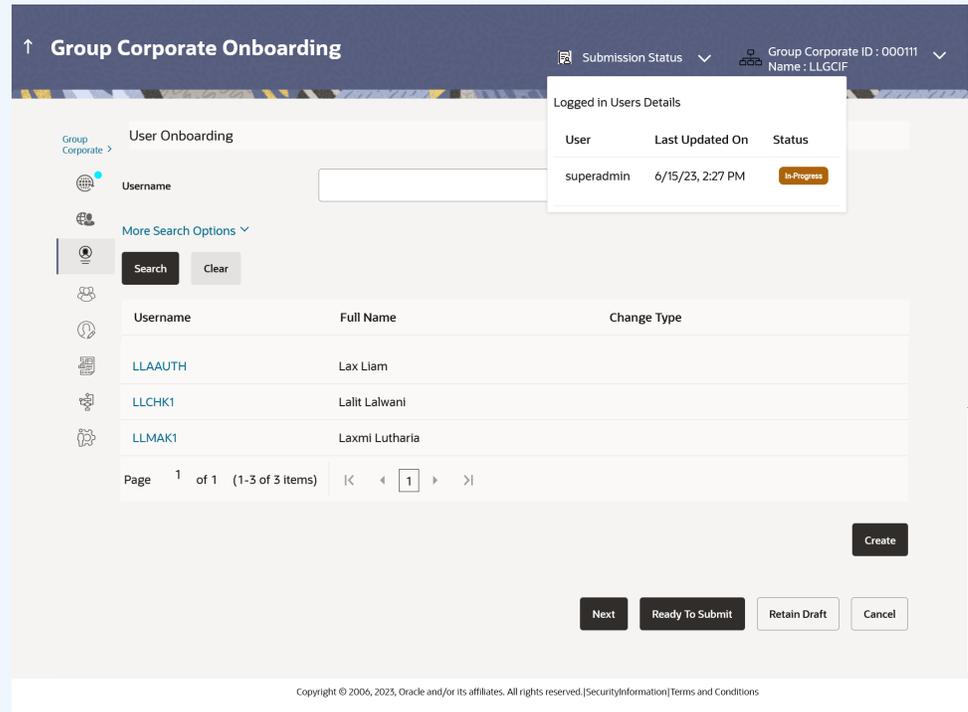 Group Corporate Onboarding
Submission Status
Group Corporate ID : 000111
Name : LLGCIF
Logged in Users Details
User Last Updated On Status
superadmin 6/15/23, 2:27 PM In-Progress
Group
Corporate >
User Onboarding
Username
More Search Options
Search Clear
Username Full Name Change Type
LLAAUTH Lax Liam
LLCHK1 Lalit Lalwani
LLMAK1 Laxmi Lutharia
Page 1 of 1 (1-3 of 3 items) 1
Create
Next Ready To Submit Retain Draft Cancel
Copyright © 2006, 2023, Oracle and/or its affiliates. All rights reserved.|SecurityInformation|Terms and Conditions